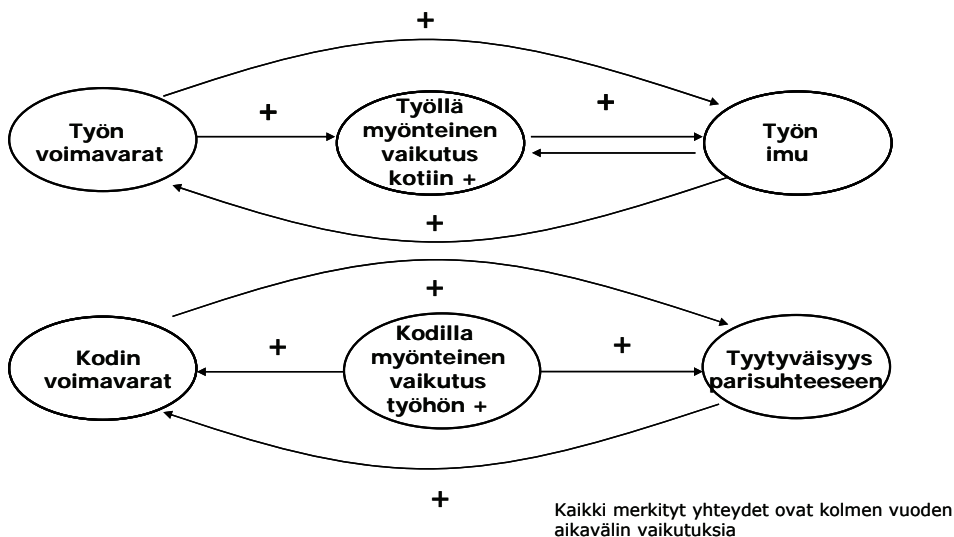 +
+
+
Työn
voimavarat
Työllä
myönteinen
vaikutus
kotiin +
Työn
imu
+
+
Kodin
voimavarat
+
Kodilla
myönteinen
vaikutus
työhön +
+
Tyytyväisyys
parisuhteeseen
+
Kaikki merkityt yhteydet ovat kolmen vuoden
aikavälin vaikutuksia